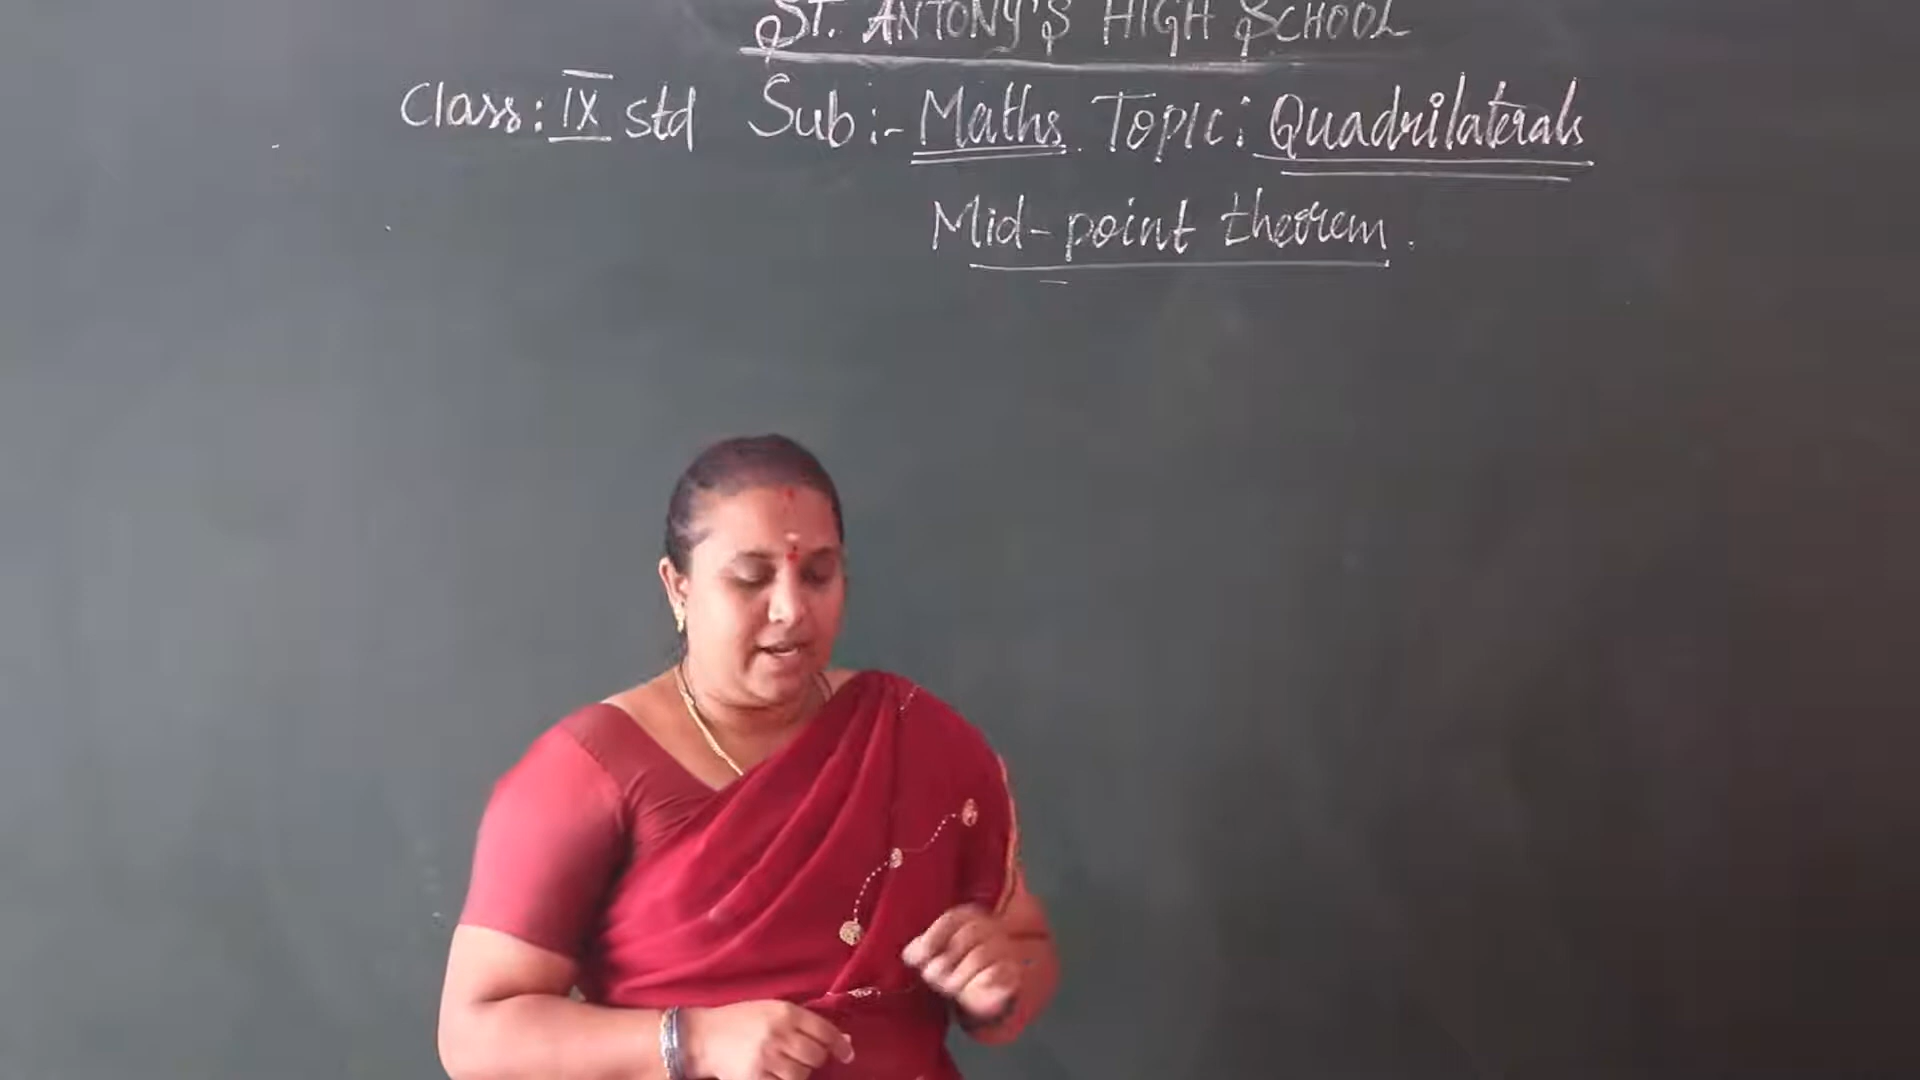 ST. ANTONY'S HIGH SCHOOL
Class: IX std Sub:- Maths. Topic: Quadrilaterals
Mid-point theorem.